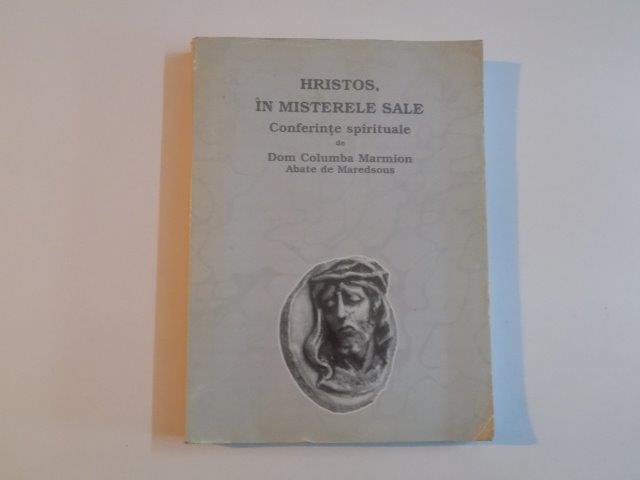 HRISTOS,
ÎN MISTERELE SALE
Conferințe spirituale
de
Dom Columba Marmion
Abate de Maredsous